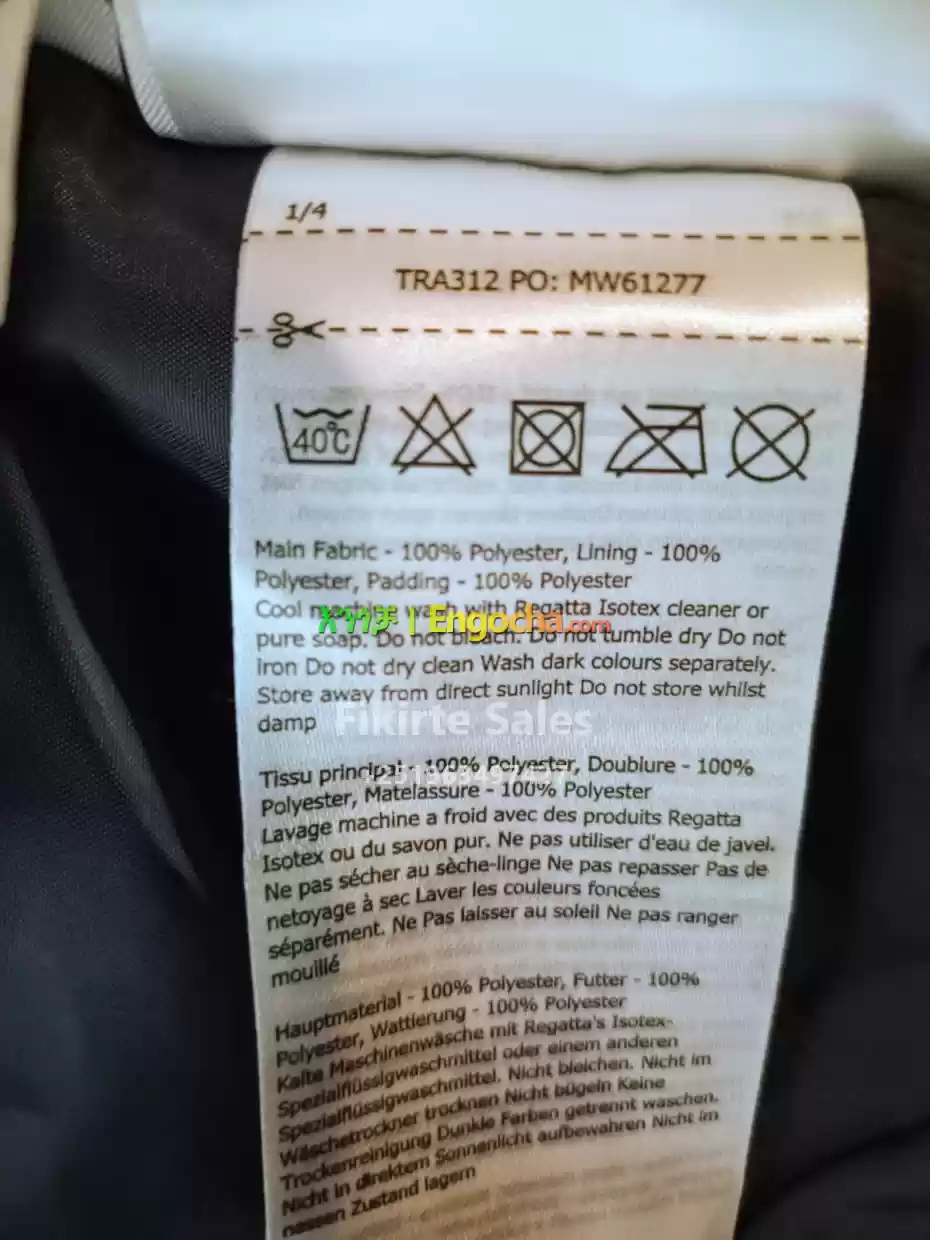 1/4
TRA312 PO: MW61277
40°C
Main Fabric - 100% Polyester, Lining - 100%
Polyester, Padding - 100% Polyester
Cool machine wash with Regatta Isotex cleaner or
pure soap. Do not bleach. Do not tumble dry Do not
iron Do not dry clean Wash dark colours separately.
Store away from direct sunlight Do not store whilst
damp
Engocha.com
Fikirte Sales
Tissu principal - 100% Polyester, Doublure - 100%
Polyester, Matelassure - 100% Polyester
Lavage machine a froid avec des produits Regatta
Isotex ou du savon pur. Ne pas utiliser d'eau de javel.
Ne pas sécher au sèche-linge Ne pas repasser Pas de
netoyage à sec Laver les couleurs foncées
séparément. Ne Pas laisser au soleil Ne pas ranger
mouillé
Hauptmaterial - 100% Polyester, Futter - 100%
Polyester, Wattierung - 100% Polyester
Kalte Maschinenwäsche mit Regatta's Isotex-
Spezialflüssigwaschmittel oder einem anderen
Spezialflüssigwaschmittel. Nicht bleichen. Nicht im
Wäschetrockner trocknen Nicht bügeln Keine
Trockenreinigung Dunkle Farben getrennt waschen.
Nicht in direktem Sonnenlicht aufbewahren Nicht im
nassen Zustand lagern